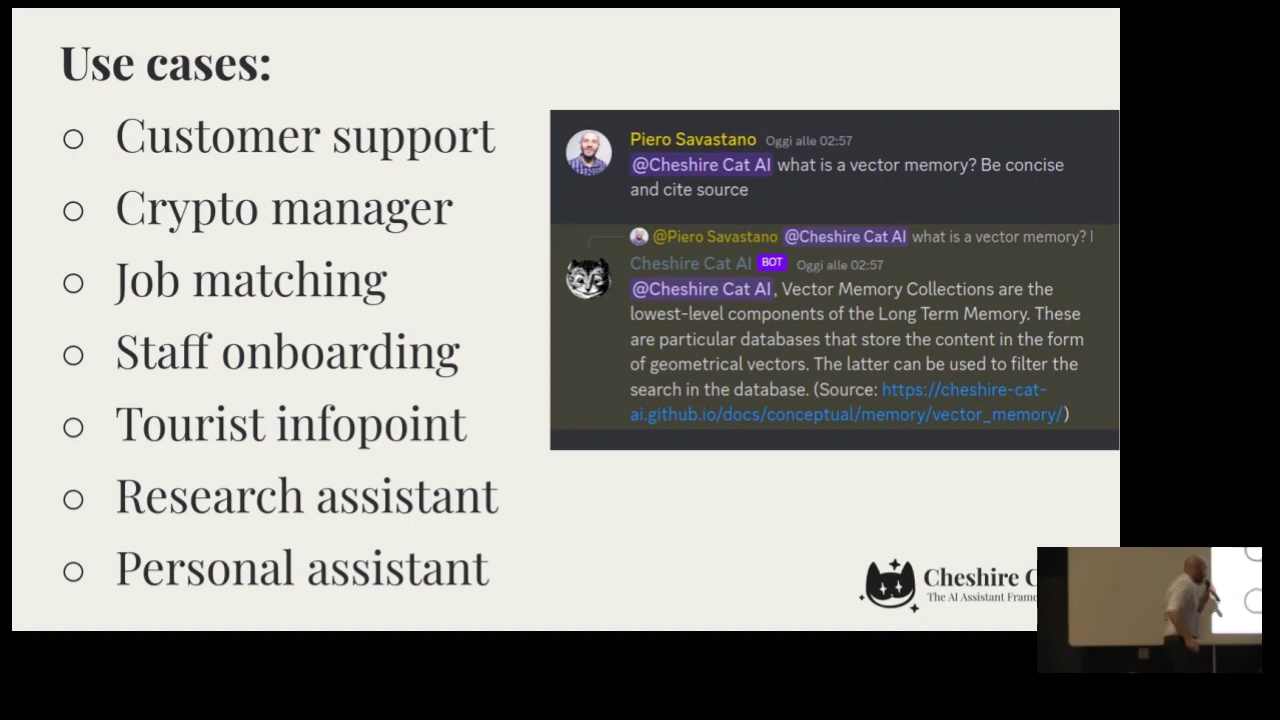 Use cases:
○ Customer support
○ Crypto manager
○ Job matching
○ Staff onboarding
○ Tourist infopoint
○ Research assistant
○ Personal assistant
Piero Savastano Oggi alle 02:57
@Cheshire Cat AI what is a vector memory? Be concise
and cite source
@Piero Savastano @Cheshire Cat AI what is a vector memory?
Cheshire Cat AI BOT Oggi alle 02:57
@Cheshire Cat AI, Vector Memory Collections are the
lowest-level components of the Long Term Memory. These
are particular databases that store the content in the form
of geometrical vectors. The latter can be used to filter the
search in the database. (Source: https://cheshire-cat-
ai.github.io/docs/conceptual/memory/vector_memory/)
Cheshire C
The AI Assistant Frame